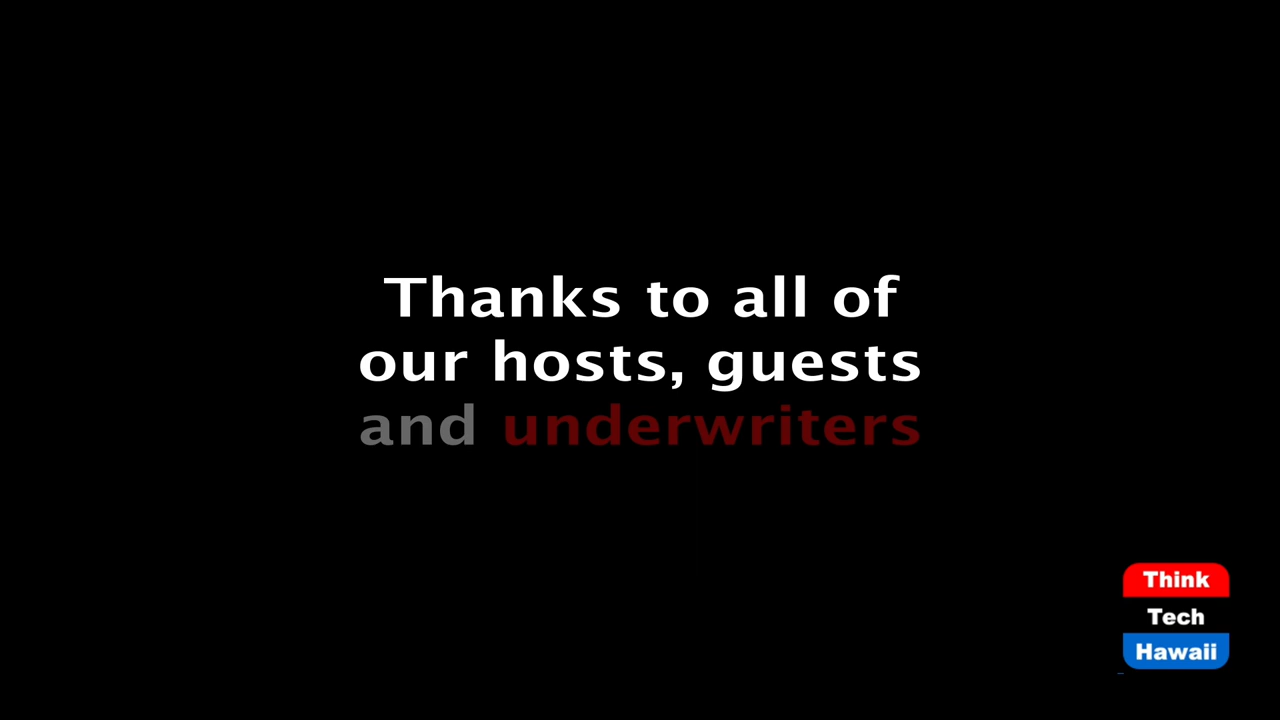 Thanks to all of
our hosts, guests
and underwriters
Think
Tech
Hawaii